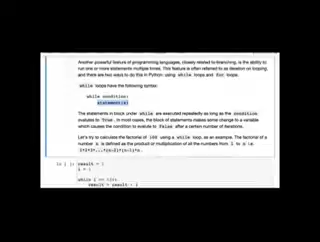 Another powerful feature of programming languages, closely related to branching, is the ability to
run one or more statements multiple times. This feature is often referred to as iteration on looping,
and there are two ways to do this in Python: using while loops and for loops.
while loops have the following syntax:
while condition:
statement(s)
The statements in block under while are executed repeatedly as long as the condition
evaluates to True. In most cases, the block of statements makes some change to a variable
which causes the condition to evaluate to False after a certain number of iterations.
Let's try to calculate the factorial of 100 using a while loop, as an example. The factorial of a
number n is defined as the product or multiplication of all the numbers from 1 to n i.e.
1*2*3*...*(n-2)*(n-1)*n.
In [ ]: result = 1
i = 1
while i <= 100:
result = result * i